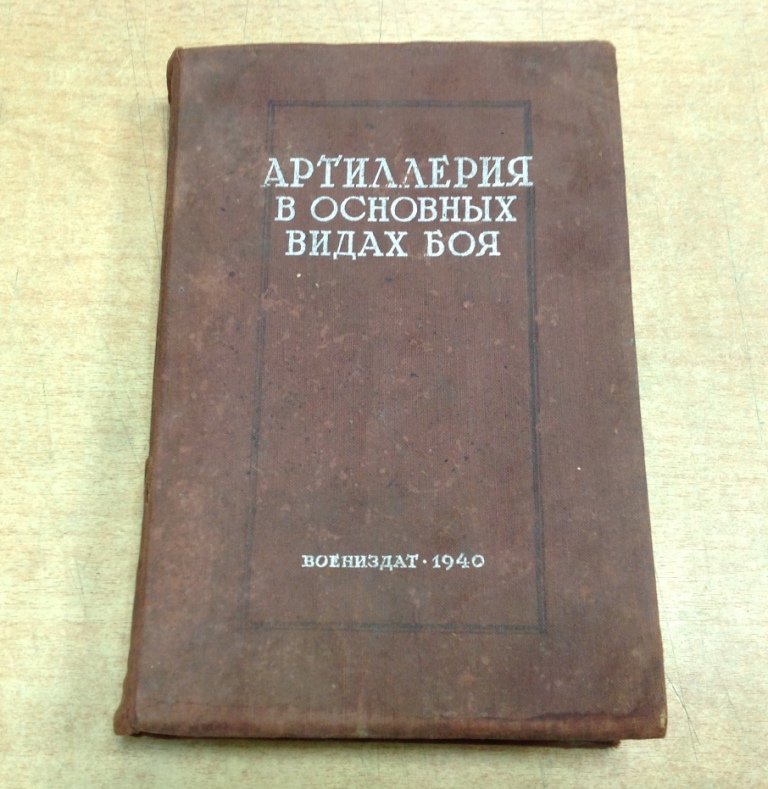 АРТИЛЛЕРИЯ
В ОСНОВНЫХ
ВИДАХ БОЯ
ВОЕНИЗДАТ · 1940